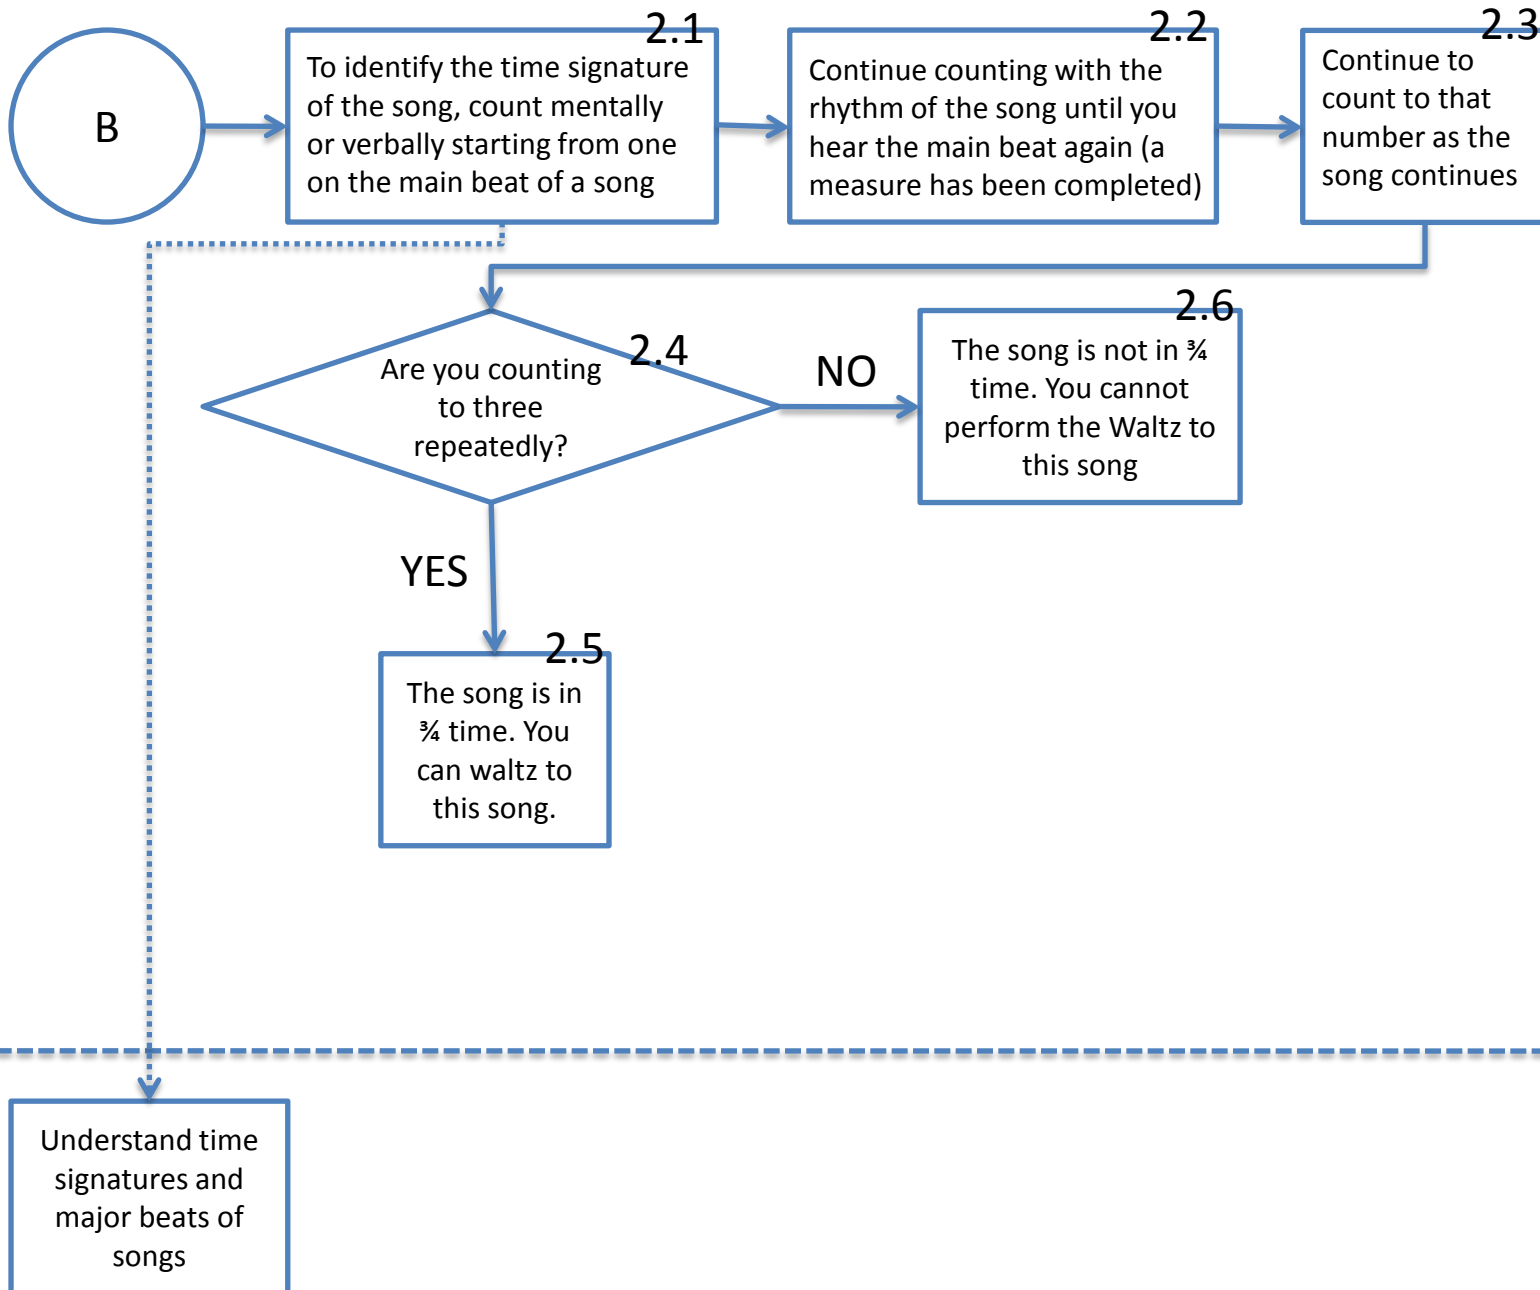 B
2.1
To identify the time signature
of the song, count mentally
or verbally starting from one
on the main beat of a song
2.2
Continue counting with the
rhythm of the song until you
hear the main beat again (a
measure has been completed)
2.3
Continue to
count to that
number as the
song continues
2.4
Are you counting
to three
repeatedly?
NO
2.6
The song is not in ¾
time. You cannot
perform the Waltz to
this song
YES
2.5
The song is in
¾ time. You
can waltz to
this song.
Understand time
signatures and
major beats of
songs